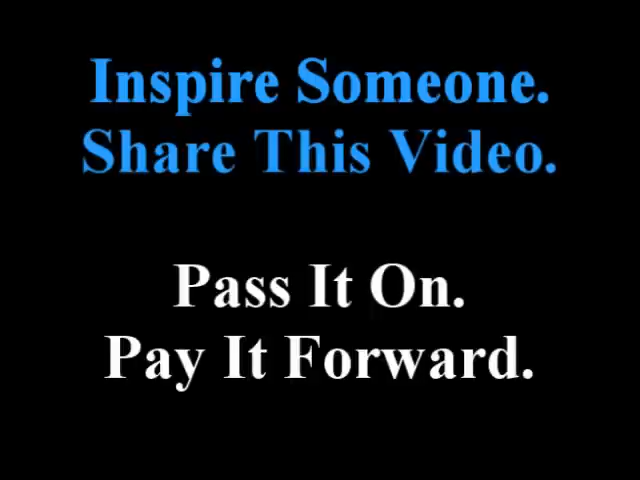 Inspire Someone.
Share This Video.
Pass It On.
Pay It Forward.